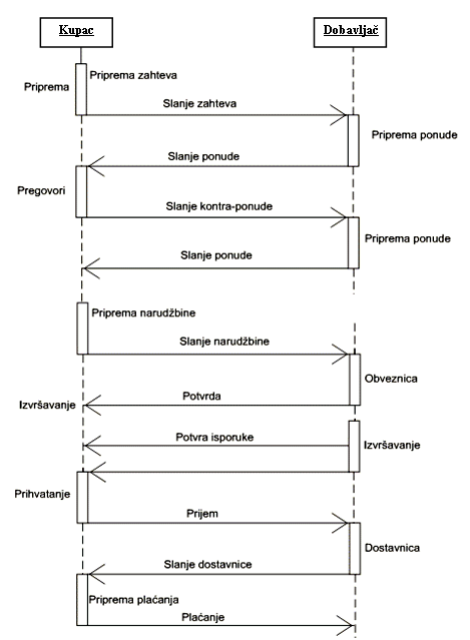 Kupac
Dobavljač
Priprema zahteva
Priprema
Slanje zahteva
Priprema ponude
Slanje ponude
Pregovori
Slanje kontra-ponude
Priprema ponude
Slanje ponude
Priprema narudžbine
Slanje narudžbine
Obveznica
Potvrda
Izvršavanje
Potvra isporuke
Izvršavanje
Prihvatanje
Prijem
Dostavnica
Slanje dostavnice
Priprema plaćanja
Plaćanje